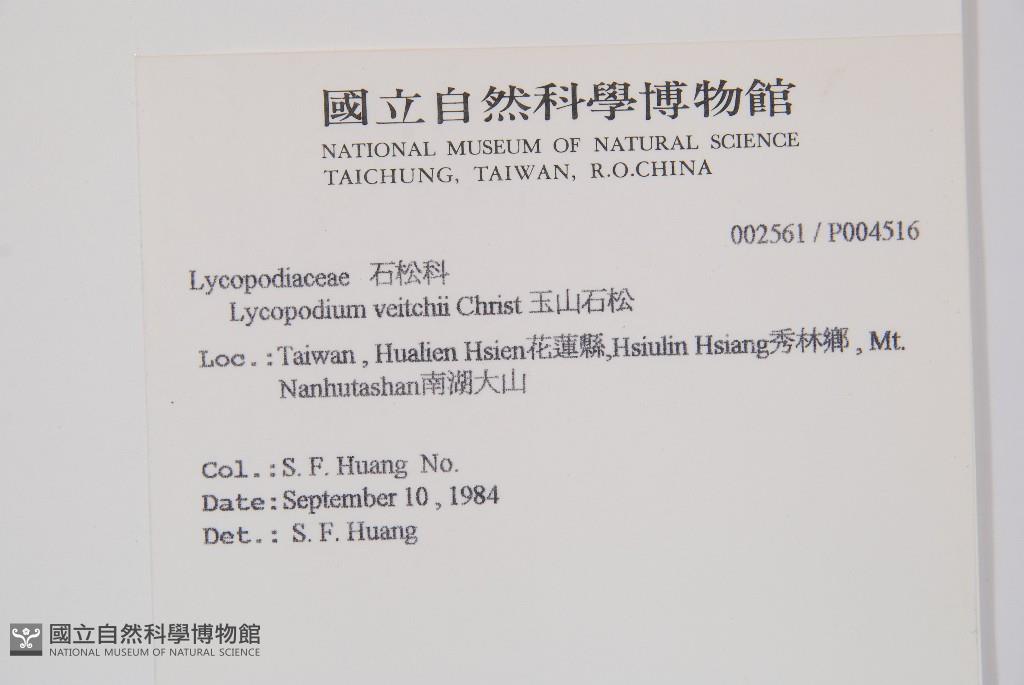 國立自然科學博物館
NATIONAL MUSEUM OF NATURAL SCIENCE
TAICHUNG, TAIWAN, R.O.CHINA
002561 / P004516
Lycopodiaceae 石松科
Lycopodium veitchii Christ 玉山石松
Loc.:Taiwan , Hualien Hsien花蓮縣,Hsiulin Hsiang秀林鄉 , Mt.
Nanhutashan南湖大山
Col.:S. F. Huang No.
Date:September 10 , 1984
Det.: S. F. Huang
國立自然科學博物館
NATIONAL MUSEUM OF NATURAL SCIENCE